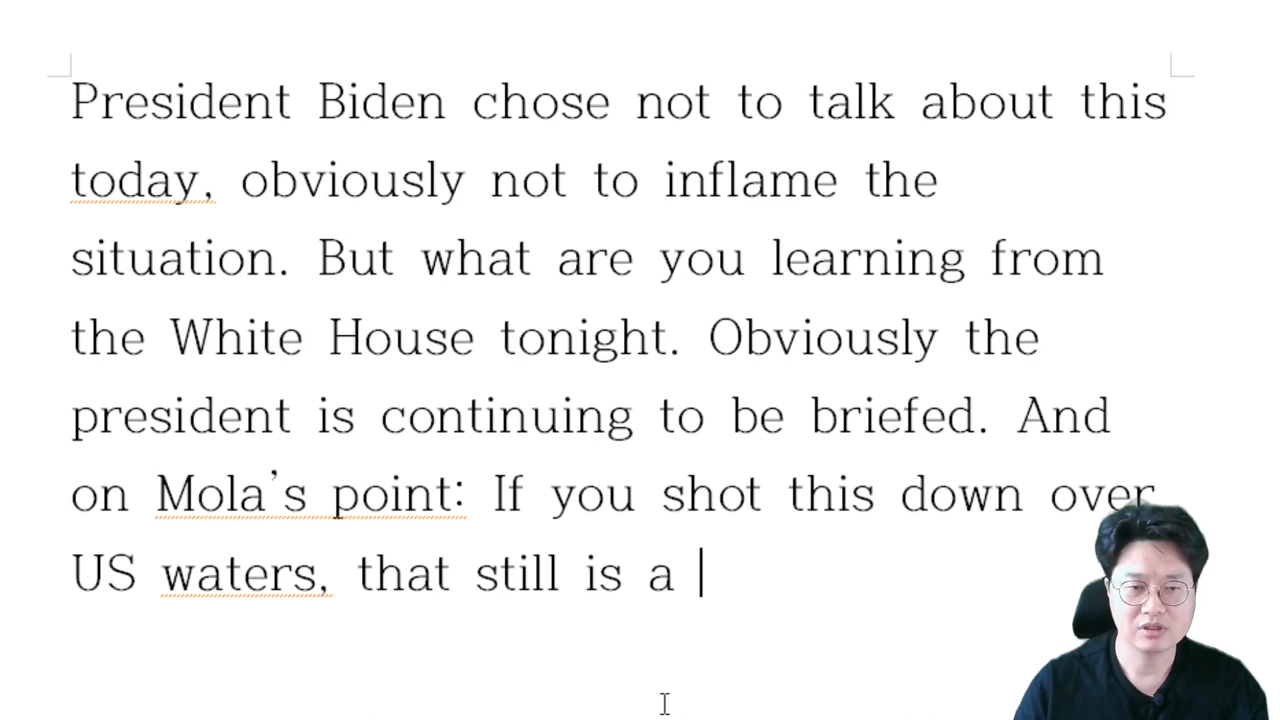 President Biden chose not to talk about this
today, obviously not to inflame the
situation. But what are you learning from
the White House tonight. Obviously the
president is continuing to be briefed. And
on Mola's point: If you shot this down over
US waters, that still is a